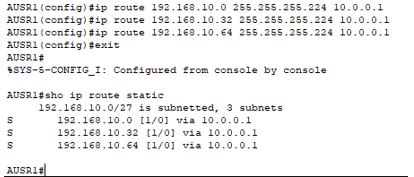 AUSR1(config)#ip route 192.168.10.0 255.255.255.224 10.0.0.1
AUSR1(config)#ip route 192.168.10.32 255.255.255.224 10.0.0.1
AUSR1(config)#ip route 192.168.10.64 255.255.255.224 10.0.0.1
AUSR1(config)#exit
AUSR1#
%SYS-5-CONFIG_I: Configured from console by console
AUSR1#sho ip route static
192.168.10.0/27 is subnetted, 3 subnets
S 192.168.10.0 [1/0] via 10.0.0.1
S 192.168.10.32 [1/0] via 10.0.0.1
S 192.168.10.64 [1/0] via 10.0.0.1
AUSR1#